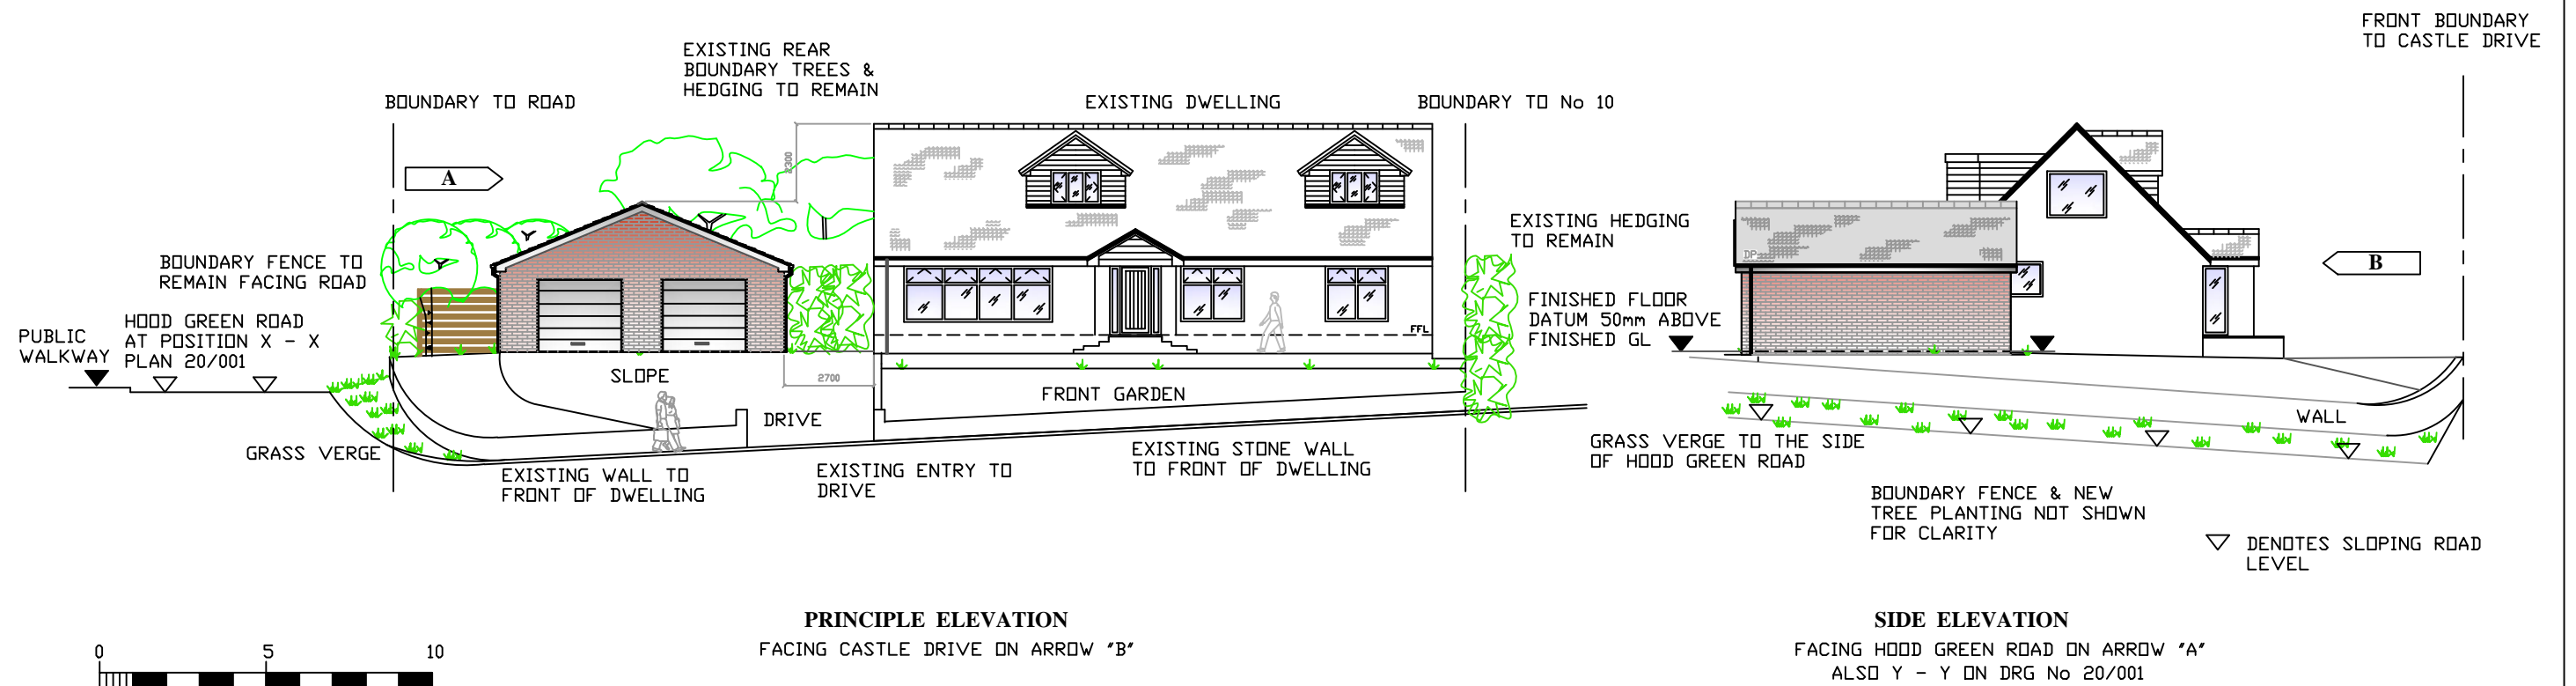 FRONT BOUNDARY
TO CASTLE DRIVE
EXISTING REAR
BOUNDARY TREES &
HEDGING TO REMAIN
BOUNDARY TO ROAD
EXISTING DWELLING
BOUNDARY TO No 10
A
2300
EXISTING HEDGING
TO REMAIN
BOUNDARY FENCE TO
REMAIN FACING ROAD
DP
B
HOOD GREEN ROAD
AT POSITION X - X
PLAN 20/001
PUBLIC
WALKWAY
FINISHED FLOOR
DATUM 50mm ABOVE
FINISHED GL
FFL
SLOPE
2700
FRONT GARDEN
DRIVE
WALL
GRASS VERGE
EXISTING WALL TO
FRONT OF DWELLING
EXISTING ENTRY TO
DRIVE
EXISTING STONE WALL
TO FRONT OF DWELLING
GRASS VERGE TO THE SIDE
OF HOOD GREEN ROAD
BOUNDARY FENCE & NEW
TREE PLANTING NOT SHOWN
FOR CLARITY
DENOTES SLOPING ROAD
LEVEL
PRINCIPLE ELEVATION
FACING CASTLE DRIVE ON ARROW "B"
SIDE ELEVATION
FACING HOOD GREEN ROAD ON ARROW "A"
ALSO Y - Y ON DRG No 20/001
0 5 10